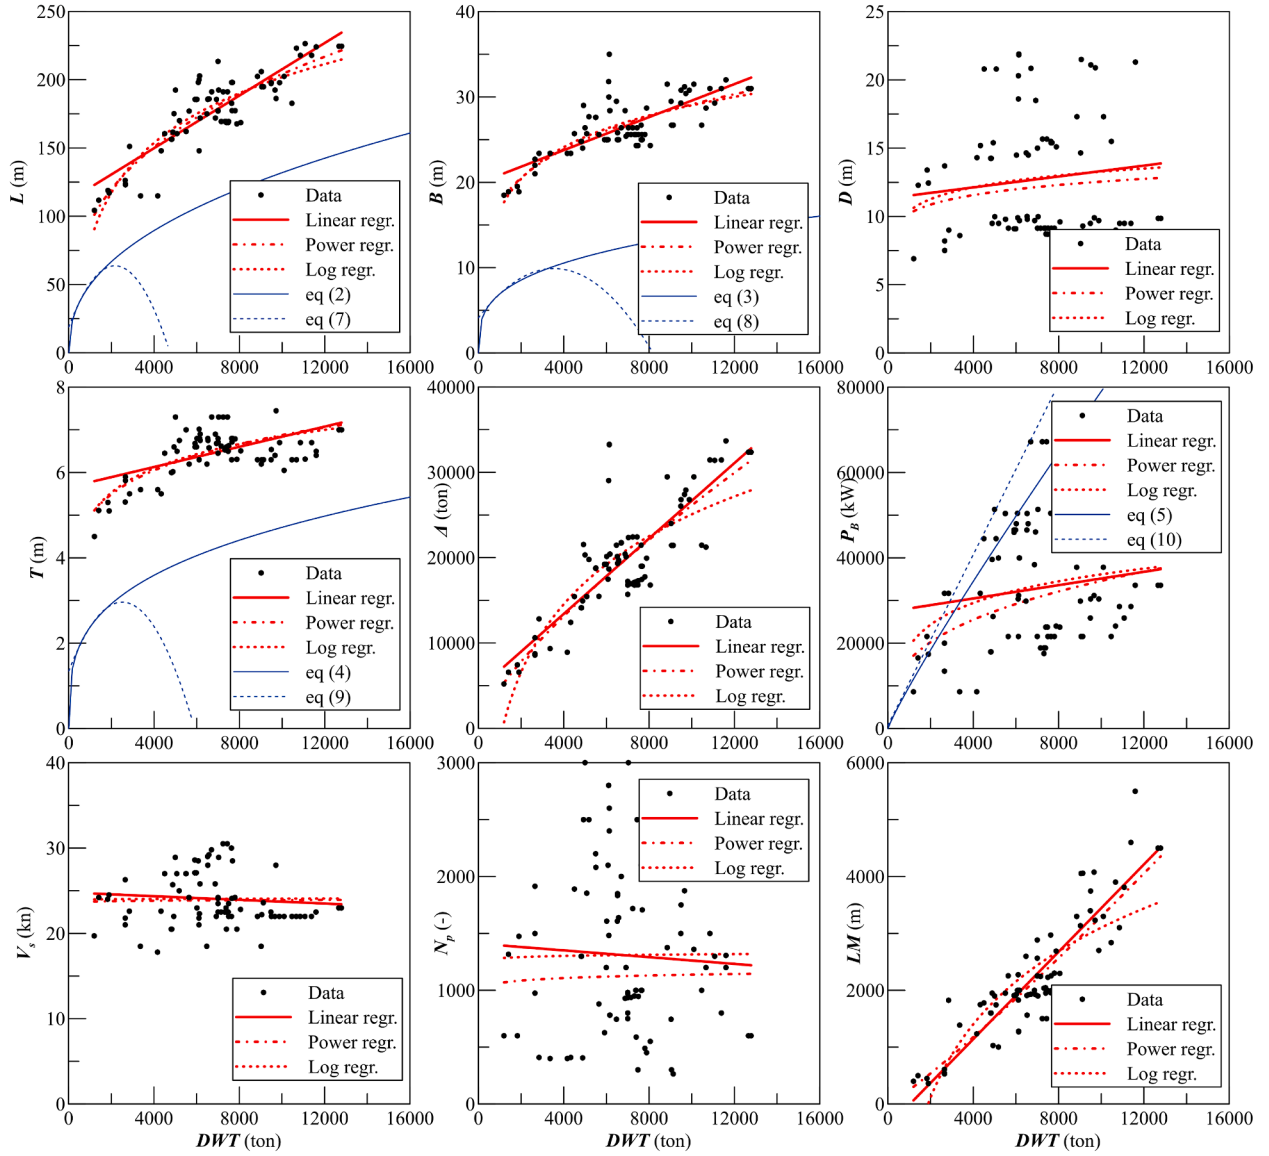 250
200
150
100
50
0
L (m)
0 4000 8000 12000 16000
Data
Linear regr.
Power regr.
Log regr.
eq (2)
eq (7)
40
30
20
10
0
B (m)
0 4000 8000 12000 16000
Data
Linear regr.
Power regr.
Log regr.
eq (3)
eq (8)
25
20
15
10
5
0
D (m)
0 4000 8000 12000 16000
Data
Linear regr.
Power regr.
Log regr.
8
6
4
2
0
T (m)
0 4000 8000 12000 16000
Data
Linear regr.
Power regr.
Log regr.
eq (4)
eq (9)
40000
30000
20000
10000
0
Δ (ton)
0 4000 8000 12000 16000
Data
Linear regr.
Power regr.
Log regr.
80000
60000
40000
20000
0
P_B (kW)
0 4000 8000 12000 16000
Data
Linear regr.
Power regr.
Log regr.
eq (5)
eq (10)
40
30
20
10
0
V_s (kn)
0 4000 8000 12000 16000
DWT (ton)
Data
Linear regr.
Power regr.
Log regr.
3000
2000
1000
0
N_p (-)
0 4000 8000 12000 16000
DWT (ton)
Data
Linear regr.
Power regr.
Log regr.
6000
4000
2000
0
LM (m)
0 4000 8000 12000 16000
DWT (ton)
Data
Linear regr.
Power regr.
Log regr.